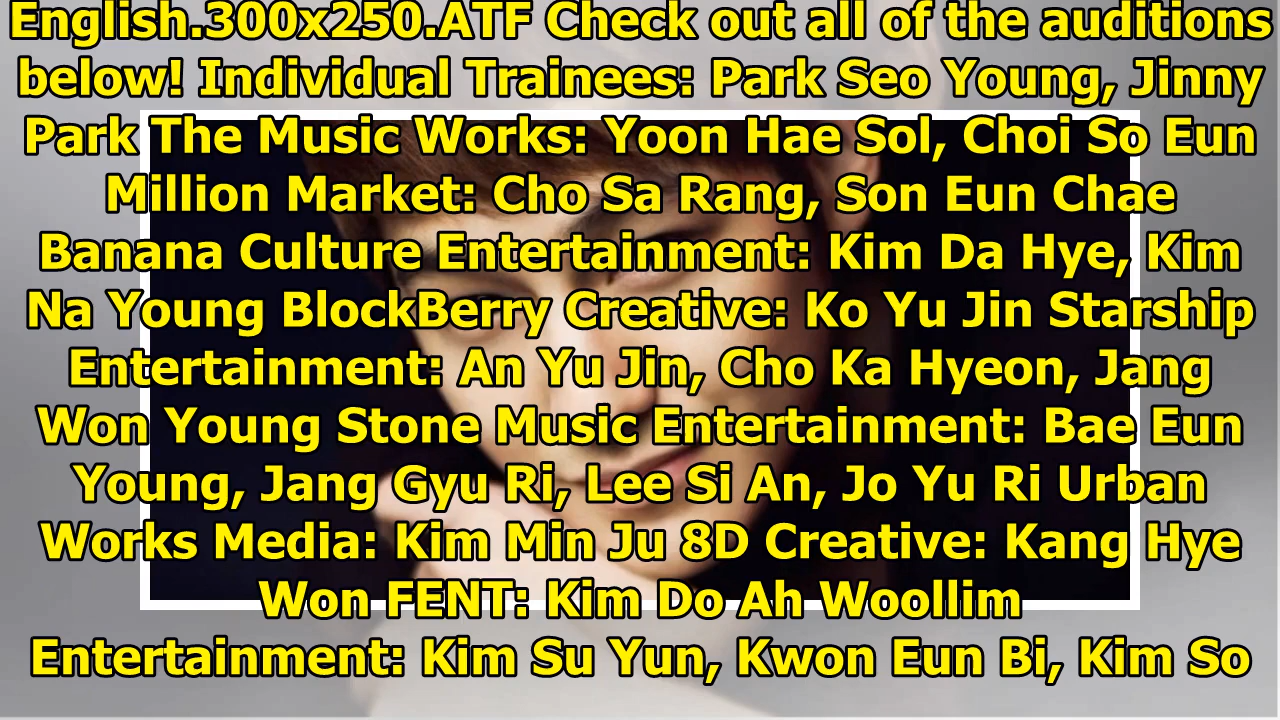 English.300x250.ATF Check out all of the auditions
below! Individual Trainees: Park Seo Young, Jinny
Park The Music Works: Yoon Hae Sol, Choi So Eun
Million Market: Cho Sa Rang, Son Eun Chae
Banana Culture Entertainment: Kim Da Hye, Kim
Na Young BlockBerry Creative: Ko Yu Jin Starship
Entertainment: An Yu Jin, Cho Ka Hyeon, Jang
Won Young Stone Music Entertainment: Bae Eun
Young, Jang Gyu Ri, Lee Si An, Jo Yu Ri Urban
Works Media: Kim Min Ju 8D Creative: Kang Hye
Won FENT: Kim Do Ah Woollim
Entertainment: Kim Su Yun, Kwon Eun Bi, Kim So